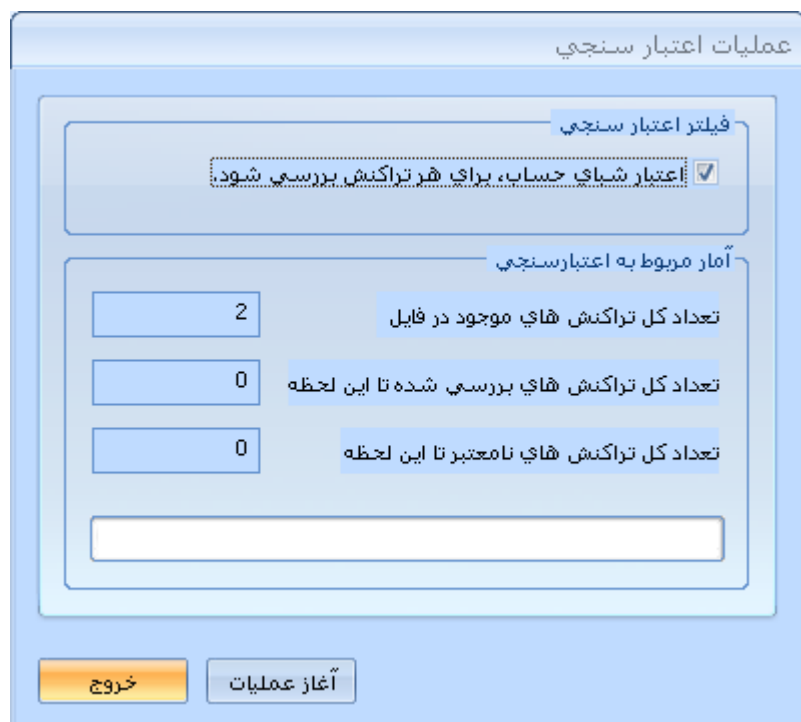 عمليات اعتبار سنجي
فيلتر اعتبار سنجي
اعتبار شباي حساب، براي هر تراكنش بررسي شود.
آمار مربوط به اعتبارسنجي
تعداد كل تراكنش هاي موجود در فايل 2
تعداد كل تراكنش هاي بررسي شده تا اين لحظه 0
تعداد كل تراكنش هاي نامعتبر تا اين لحظه 0
آغاز عمليات خروج